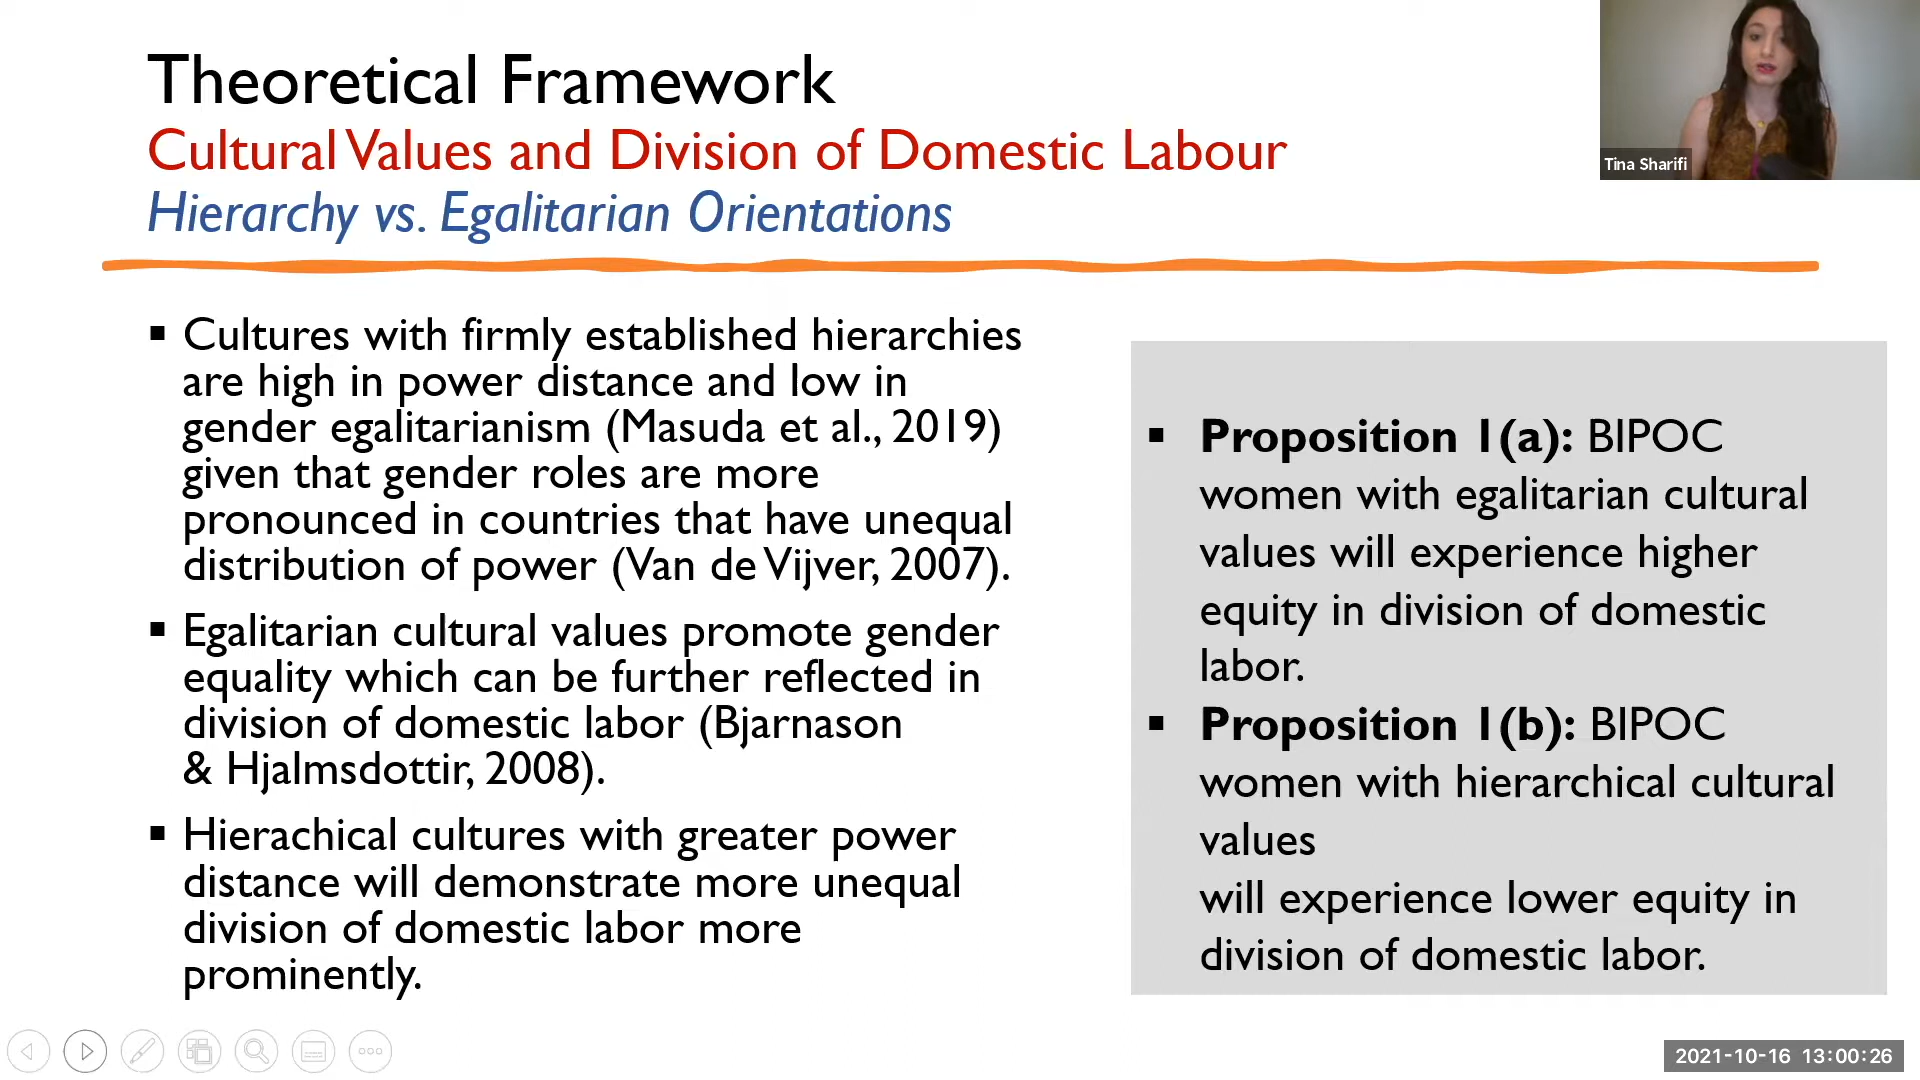 Theoretical Framework
Cultural Values and Division of Domestic Labour
Hierarchy vs. Egalitarian Orientations
Tina Sharifi
▪ Cultures with firmly established hierarchies
are high in power distance and low in
gender egalitarianism (Masuda et al., 2019)
given that gender roles are more
pronounced in countries that have unequal
distribution of power (Van de Vijver, 2007).
▪ Egalitarian cultural values promote gender
equality which can be further reflected in
division of domestic labor (Bjarnason
& Hjalmsdottir, 2008).
▪ Hierachical cultures with greater power
distance will demonstrate more unequal
division of domestic labor more
prominently.
▪ Proposition 1(a): BIPOC
women with egalitarian cultural
values will experience higher
equity in division of domestic
labor.
▪ Proposition 1(b): BIPOC
women with hierarchical cultural
values
will experience lower equity in
division of domestic labor.
2021-10-16 13:00:26